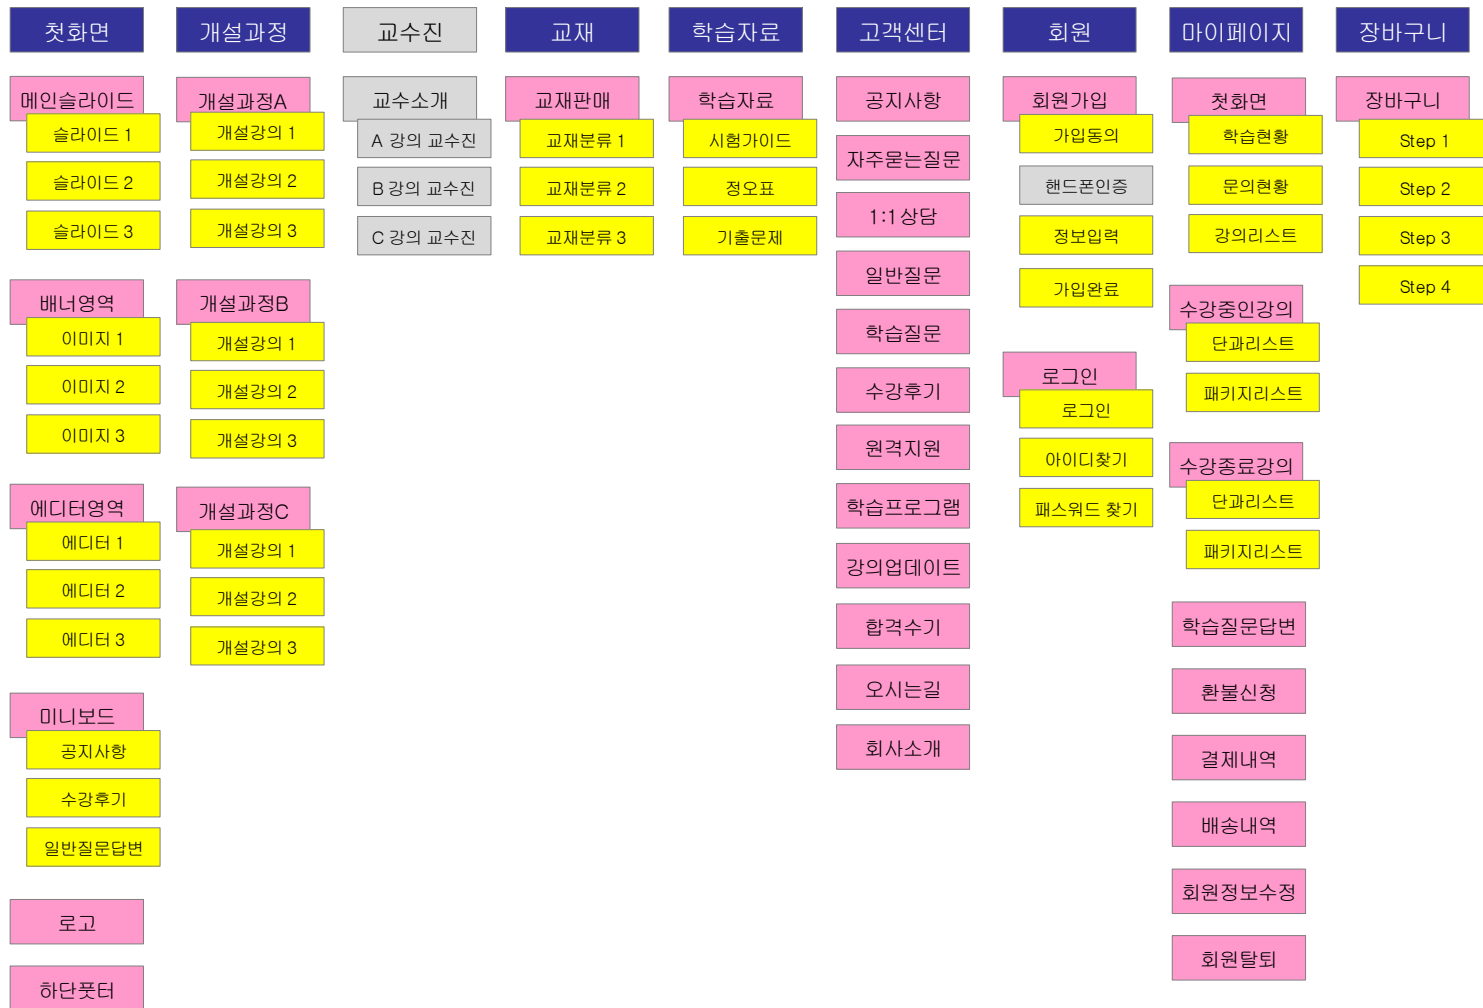 첫화면
개설과정
교수진
교재
학습자료
고객센터
회원
마이페이지
장바구니
메인슬라이드
슬라이드 1
슬라이드 2
슬라이드 3
배너영역
이미지 1
이미지 2
이미지 3
에디터영역
에디터 1
에디터 2
에디터 3
미니보드
공지사항
수강후기
일반질문답변
로고
하단풋터
개설과정A
개설강의 1
개설강의 2
개설강의 3
개설과정B
개설강의 1
개설강의 2
개설강의 3
개설과정C
개설강의 1
개설강의 2
개설강의 3
교수소개
A 강의 교수진
B 강의 교수진
C 강의 교수진
교재판매
교재분류 1
교재분류 2
교재분류 3
학습자료
시험가이드
정오표
기출문제
공지사항
자주묻는질문
1:1상담
일반질문
학습질문
수강후기
원격지원
학습프로그램
강의업데이트
합격수기
오시는길
회사소개
회원가입
가입동의
핸드폰인증
정보입력
가입완료
로그인
로그인
아이디찾기
패스워드 찾기
첫화면
학습현황
문의현황
강의리스트
수강중인강의
단과리스트
패키지리스트
수강종료강의
단과리스트
패키지리스트
학습질문답변
환불신청
결제내역
배송내역
회원정보수정
회원탈퇴
장바구니
Step 1
Step 2
Step 3
Step 4